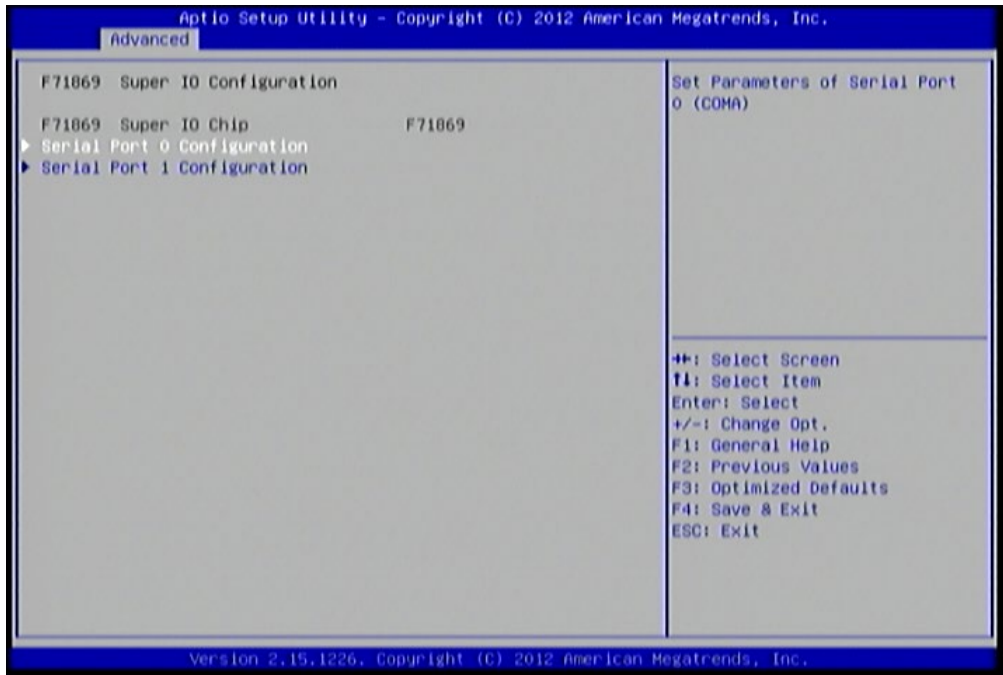 Aptio Setup Utility - Copyright (C) 2012 American Megatrends, Inc.
Advanced
F71869 Super IO Configuration
F71869 Super IO Chip F71869
Serial Port 0 Configuration
Serial Port 1 Configuration
Set Parameters of Serial Port
0 (COMA)
→←: Select Screen
↑↓: Select Item
Enter: Select
+/-: Change Opt.
F1: General Help
F2: Previous Values
F3: Optimized Defaults
F4: Save & Exit
ESC: Exit
Version 2.15.1226. Copyright (C) 2012 American Megatrends, Inc.